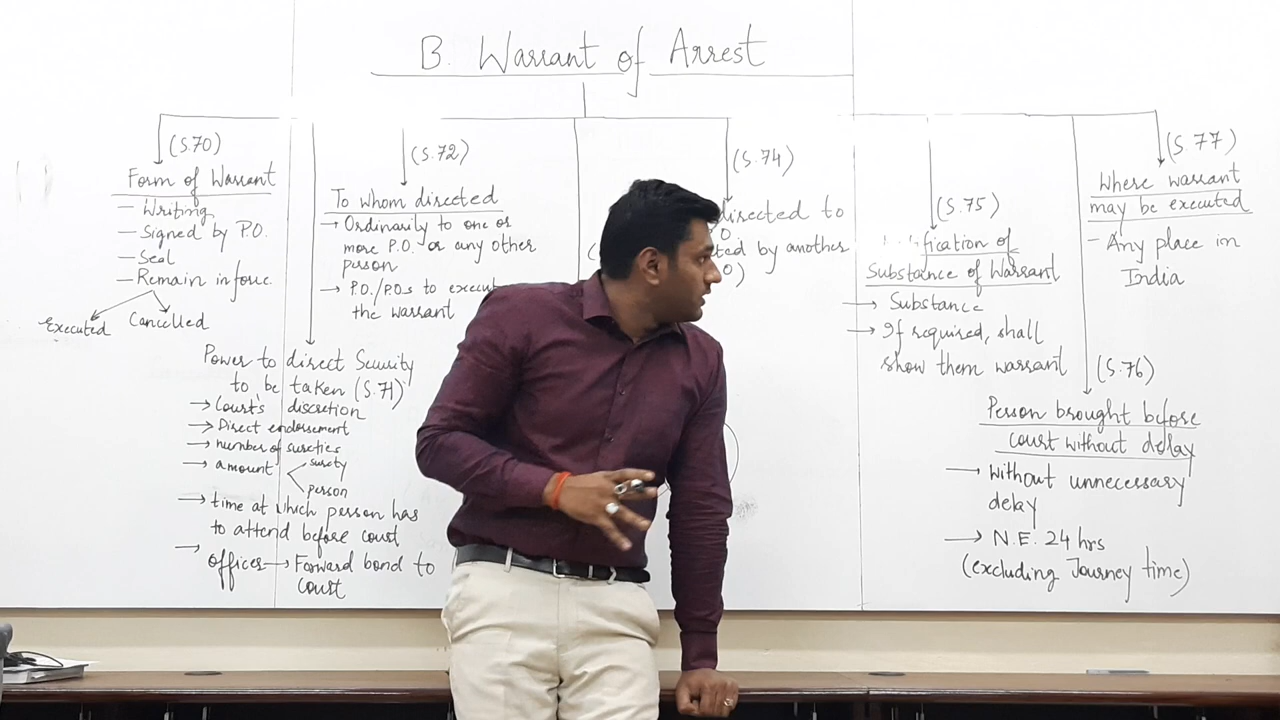 B. Warrant of Arrest
(S.70)
Form of Warrant
– Writing
– Signed by P.O.
– Seal
– Remain in force.
Executed Cancelled
Power to direct Security
to be taken (S.71)
→ Court's discretion
→ Direct endorsement
→ number of sureties
→ amount surety
person
→ time at which person has
to attend before court
→ officer → Forward bond to
court
(S.72)
To whom directed
→ Ordinarily to one or
more P.O. or any other
person
→ P.O./P.Os to execut
the warrant
(S.74)
directed to
O.
ted by another
O)
(S.75)
fication of
Substance of Warrant
→ Substance
→ If required, shall
show them warrant
(S.77)
Where warrant
may be executed
– Any place in
India
(S.76)
Person brought before
court without delay
→ without unnecessary
delay
→ N.E. 24 hrs
(excluding Journey time)